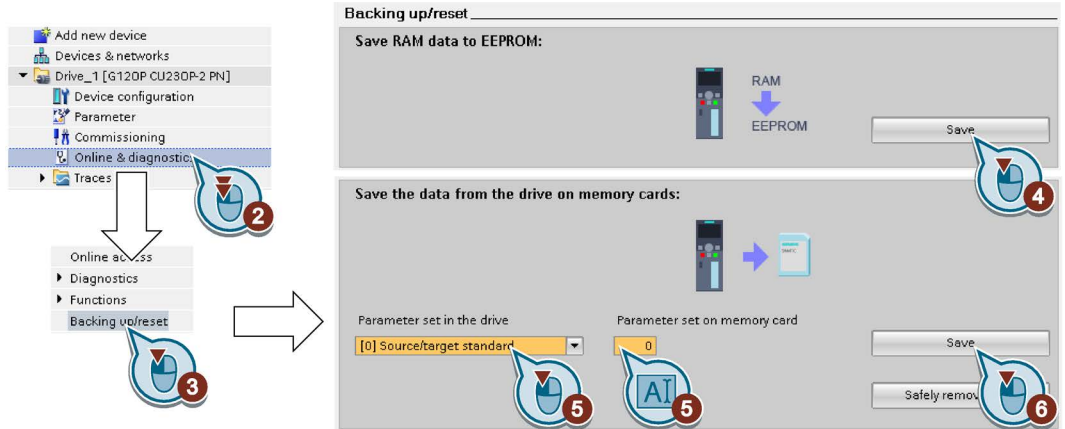 Add new device
Devices & networks
Drive_1 [G120P CU230P-2 PN]
Device configuration
Parameter
Commissioning
Online &
Traces
2
Online
Diagnostics
Functions
Backing up/reset
3
Backing up/reset
Save RAM data to EEPROM:
RAM
EEPROM
Save
4
Save the data from the drive on memory cards:
Parameter set in the drive
Parameter set on memory card
[0] Source/target standard
0
Save
5
AI
5
Safely
6